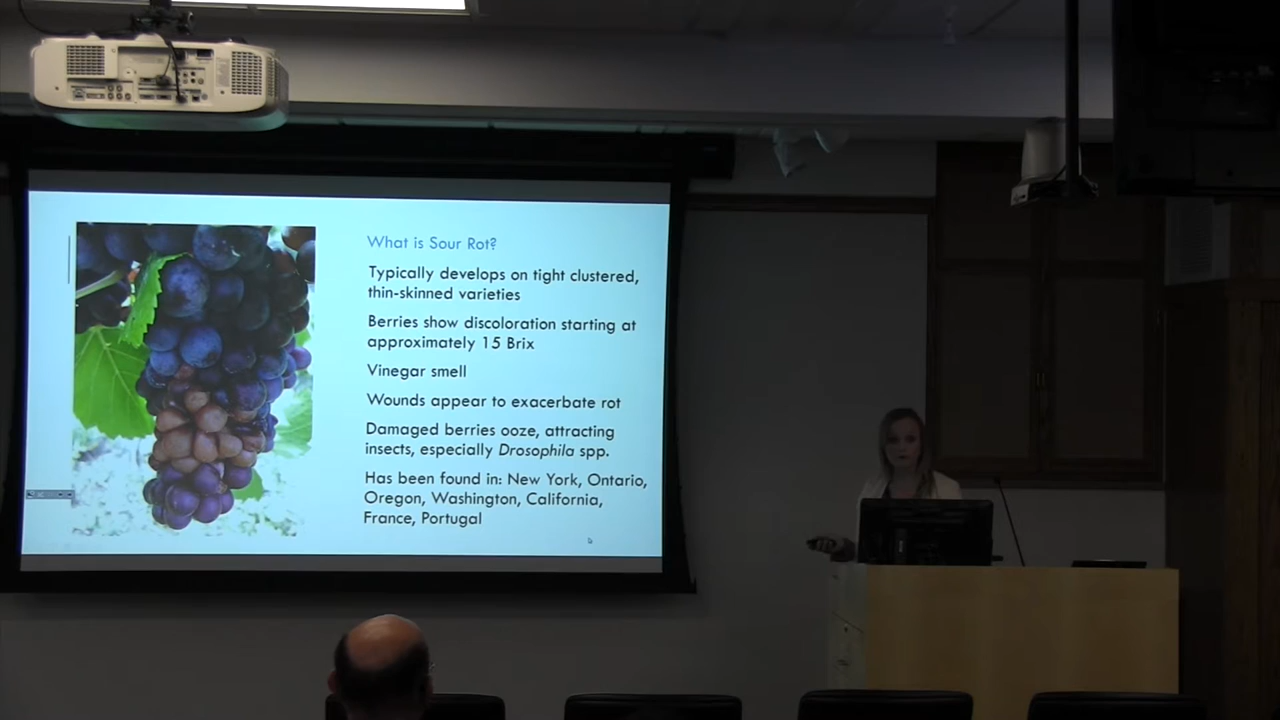 What is Sour Rot?
Typically develops on tight clustered,
thin-skinned varieties
Berries show discoloration starting at
approximately 15 Brix
Vinegar smell
Wounds appear to exacerbate rot
Damaged berries ooze, attracting
insects, especially Drosophila spp.
Has been found in: New York, Ontario,
Oregon, Washington, California,
France, Portugal